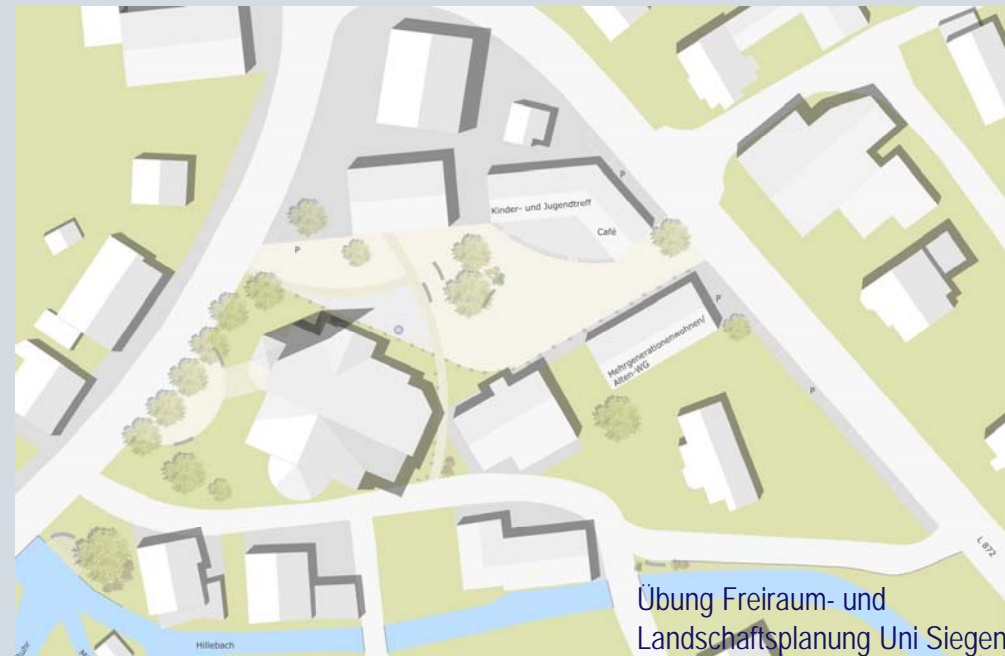 P
Kinder- und Jugendtreff
Café
P
P
Mehrgenerationenwohnen/
Alten-WG
P
L 872
Hillebach
Übung Freiraum- und
Landschaftsplanung Uni Siegen